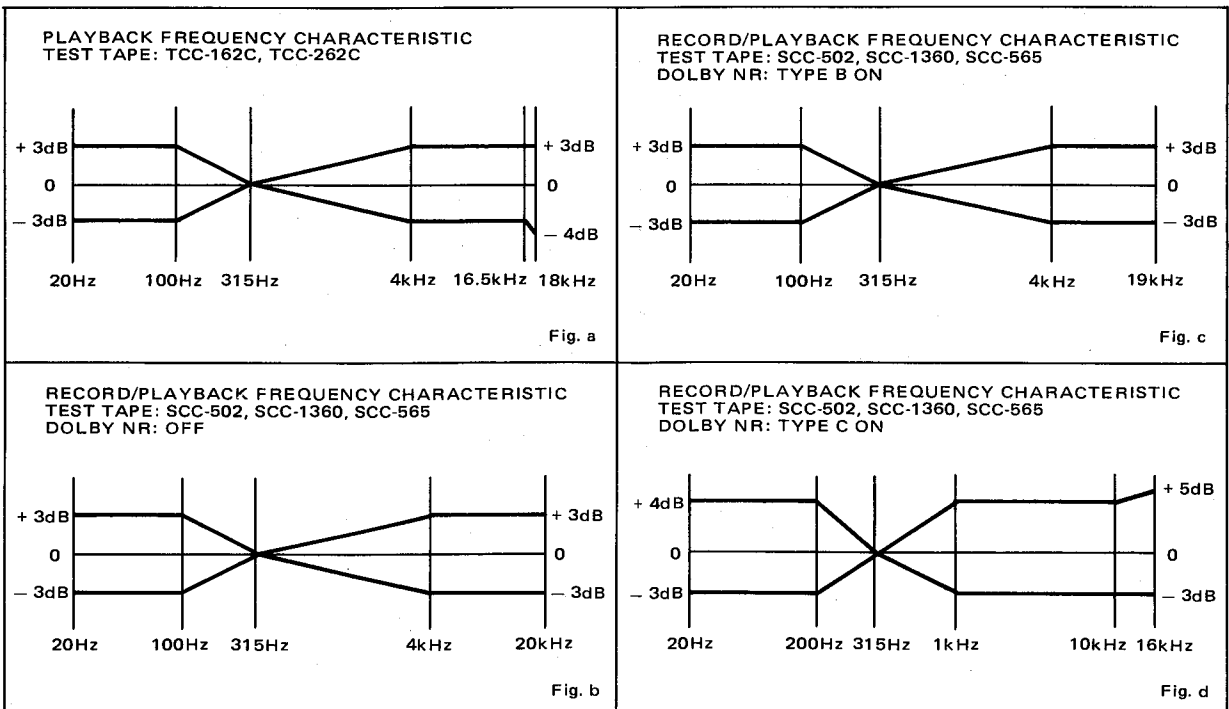 PLAYBACK FREQUENCY CHARACTERISTIC
TEST TAPE: TCC-162C, TCC-262C
+ 3dB
0
− 3dB
+ 3dB
0
− 4dB
20Hz 100Hz 315Hz 4kHz 16.5kHz 18kHz
Fig. a
RECORD/PLAYBACK FREQUENCY CHARACTERISTIC
TEST TAPE: SCC-502, SCC-1360, SCC-565
DOLBY NR: TYPE B ON
+ 3dB
0
− 3dB
+ 3dB
0
− 3dB
20Hz 100Hz 315Hz 4kHz 19kHz
Fig. c
RECORD/PLAYBACK FREQUENCY CHARACTERISTIC
TEST TAPE: SCC-502, SCC-1360, SCC-565
DOLBY NR: OFF
+ 3dB
0
− 3dB
+ 3dB
0
− 3dB
20Hz 100Hz 315Hz 4kHz 20kHz
Fig. b
RECORD/PLAYBACK FREQUENCY CHARACTERISTIC
TEST TAPE: SCC-502, SCC-1360, SCC-565
DOLBY NR: TYPE C ON
+ 4dB
0
− 3dB
+ 5dB
0
− 3dB
20Hz 200Hz 315Hz 1kHz 10kHz 16kHz
Fig. d